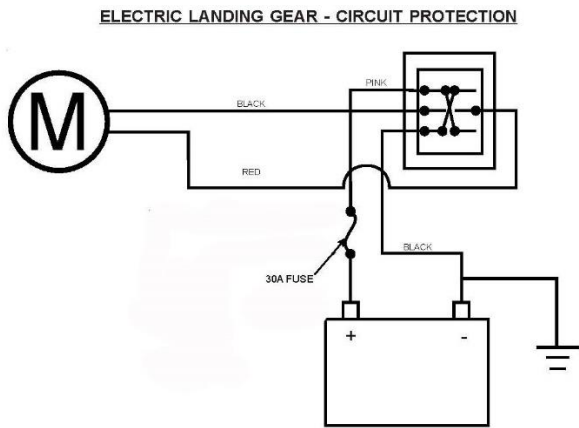 ELECTRIC LANDING GEAR - CIRCUIT PROTECTION
PINK
M
BLACK
RED
BLACK
30A FUSE
+ -